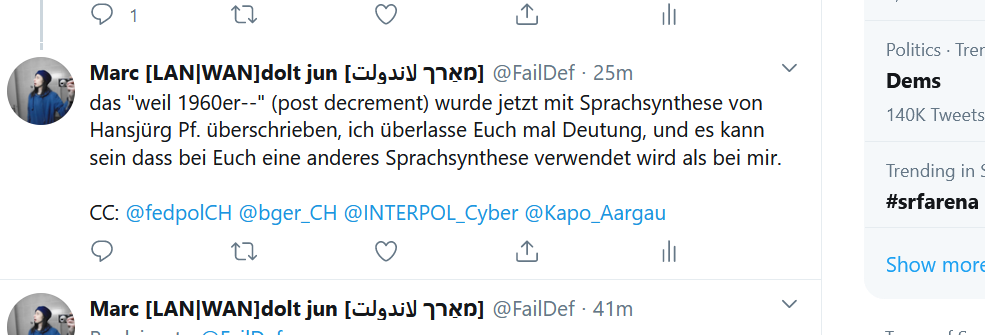 1
Marc [LAN|WAN]dolt jun [מאַרך لاندولت] @FailDef · 25m
das "weil 1960er--" (post decrement) wurde jetzt mit Sprachsynthese von
Hansjürg Pf. überschrieben, ich überlasse Euch mal Deutung, und es kann
sein dass bei Euch eine anderes Sprachsynthese verwendet wird als bei mir.
CC: @fedpolCH @bger_CH @INTERPOL_Cyber @Kapo_Aargau
Marc [LAN|WAN]dolt jun [מאַרך لاندولت] @FailDef · 41m
Politics · Tren
Dems
140K Tweets
Trending in S
#srfarena
Show more